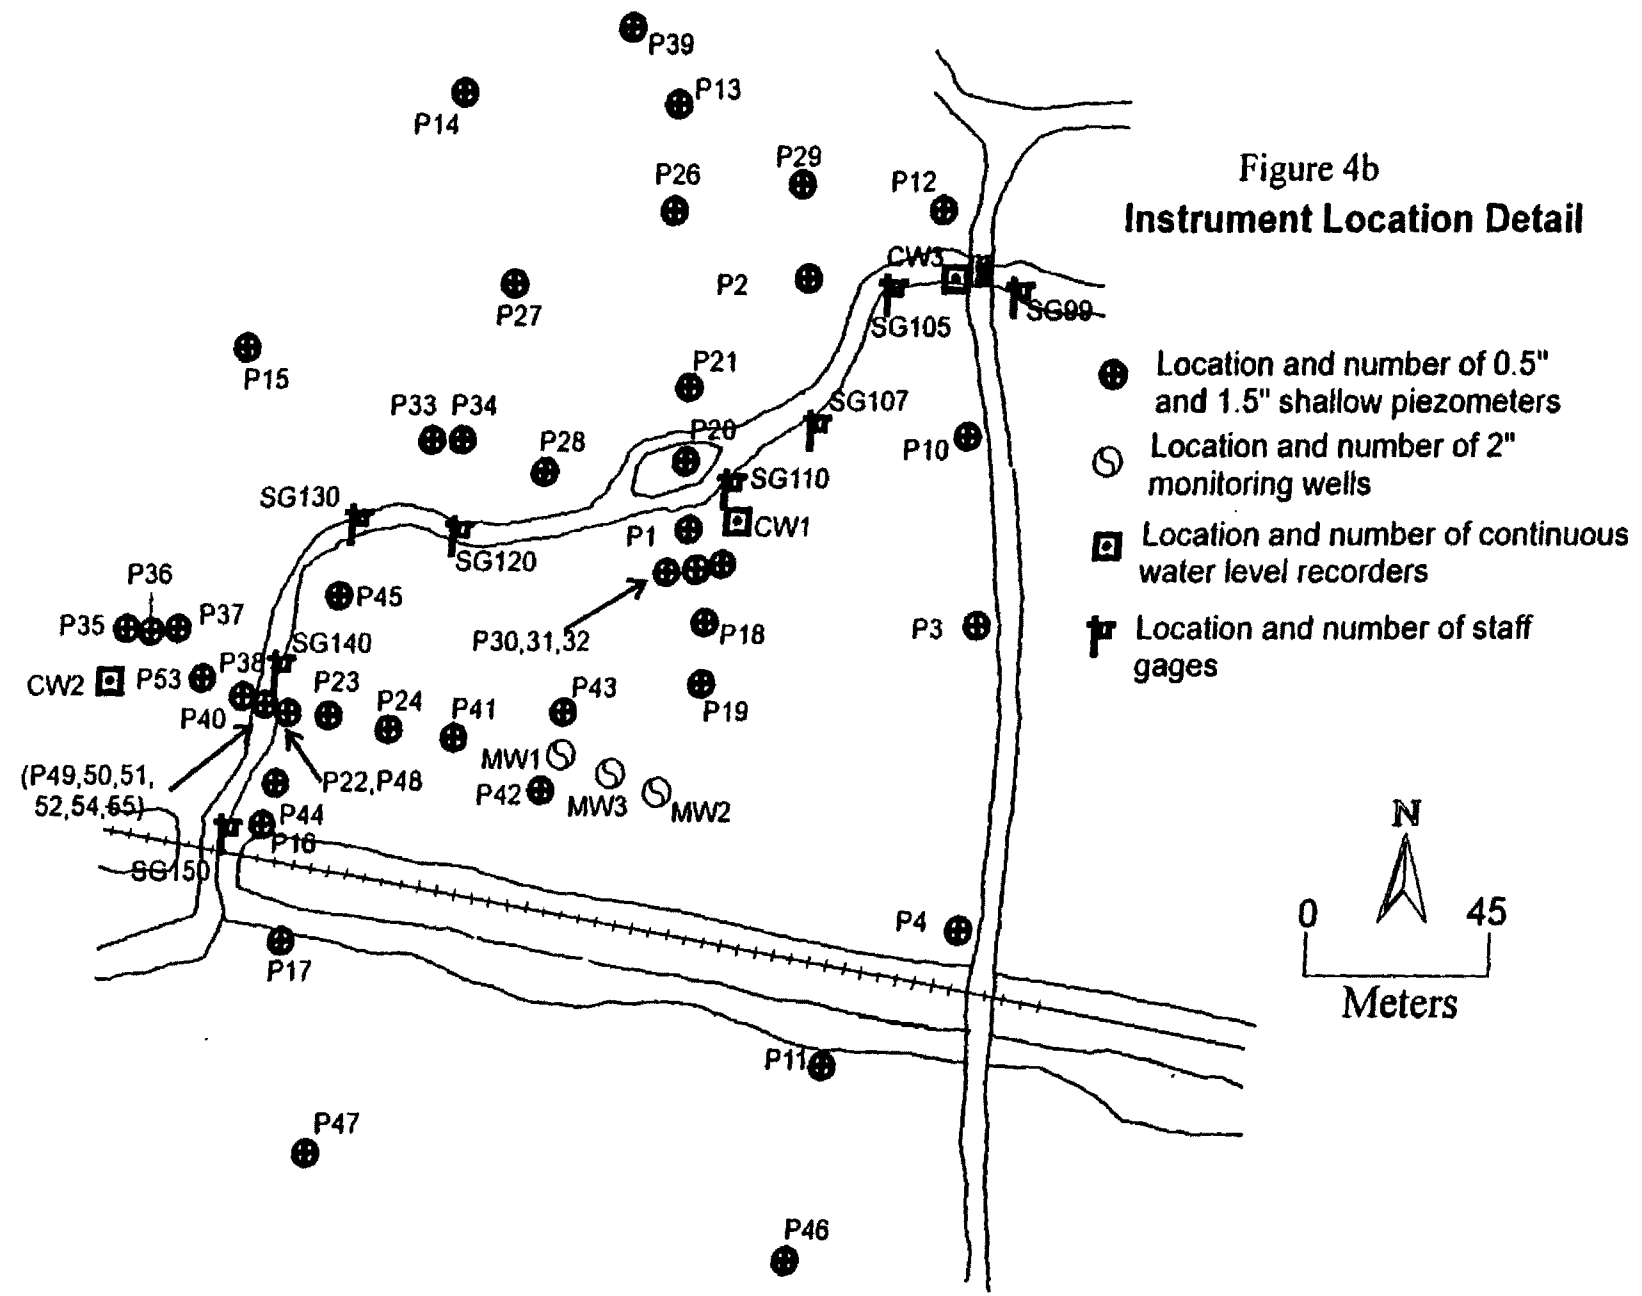 P39
P13
P14
P29
P26
P12
Figure 4b
Instrument Location Detail
CW3
P2
P27
SG99
SG105
P15
P21
Location and number of 0.5"
and 1.5" shallow piezometers
SG107
P33 P34
P20
P28
P10
Location and number of 2"
monitoring wells
SG110
SG130
P1
CW1
Location and number of continuous
water level recorders
SG120
P36
P45
P35
P37
P30,31,32
P18
P3
Location and number of staff
gages
SG140
P38
CW2
P53
P23
P43
P40
P24
P41
P19
MW1
(P49,50,51,
52,54,65)
P22,P48
P42
MW3
MW2
P44
P16
SG150
N
P4
0 45
Meters
P17
P11
P47
P46